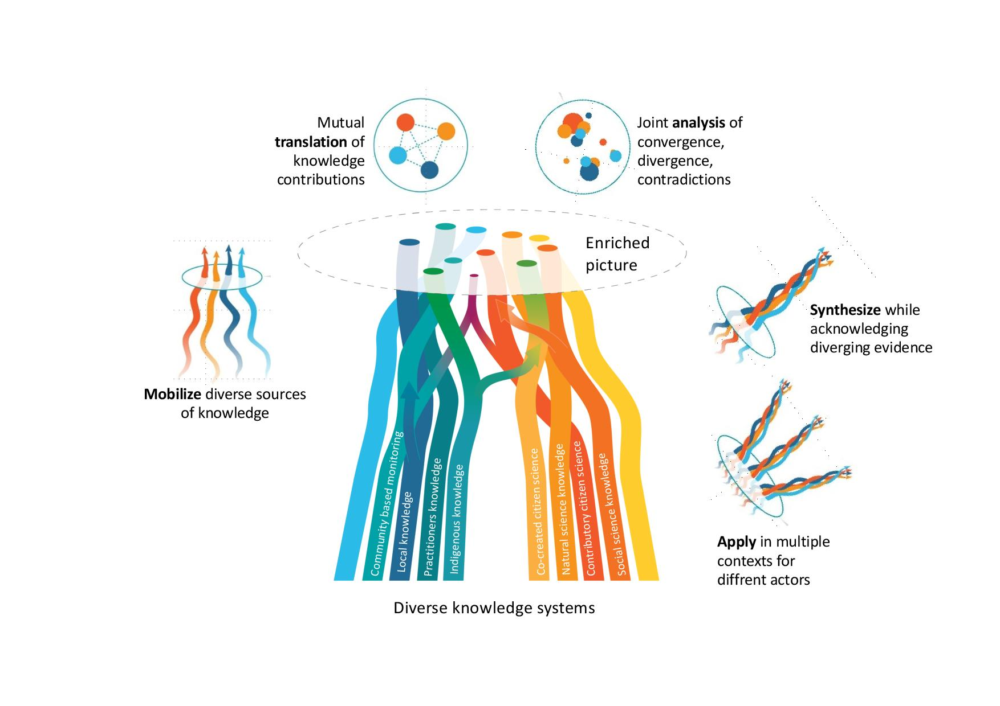 Mutual
translation of
knowledge
contributions
Joint analysis of
convergence,
divergence,
contradictions
Enriched
picture
Mobilize diverse sources
of knowledge
Synthesize while
acknowledging
diverging evidence
Apply in multiple
contexts for
diffrent actors
Community based monitoring
Local knowledge
Practitioners knowledge
Indigenous knowledge
Co-created citizen science
Natural science knowledge
Contributory citizen science
Social science knowledge
Diverse knowledge systems